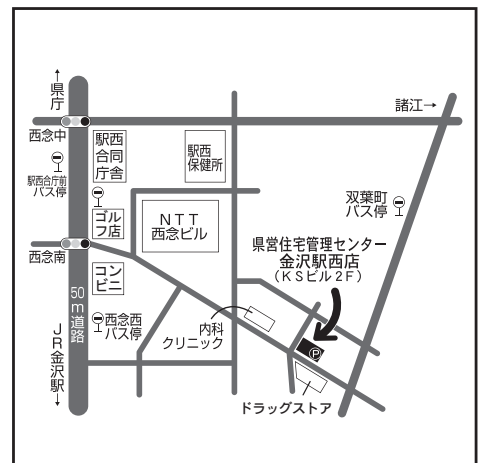 ↑県庁
諸江→
西念中
駅西
合同
庁舎
駅西
保健所
駅西合庁前
バス停
双葉町
バス停
ゴル
フ店
NTT
西念ビル
県営住宅管理センター
金沢駅西店
(KSビル2F)
西念南
コン
ビニ
50m道路
西念西
バス停
内科
クリニック
JR金沢駅↓
P
ドラッグストア